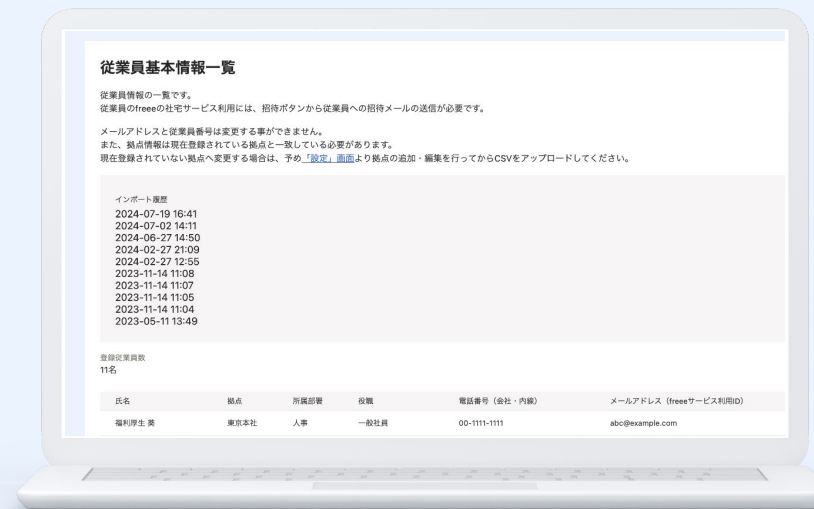 従業員基本情報一覧
従業員情報の一覧です。
従業員のfreeeの社宅サービス利用には、招待ボタンから従業員への招待メールの送信が必要です。
メールアドレスと従業員番号は変更する事ができません。
また、拠点情報は現在登録されている拠点と一致している必要があります。
現在登録されていない拠点へ変更する場合は、予め「設定」画面より拠点の追加・編集を行ってからCSVをアップロードしてください。
インポート履歴
2024-07-19 16:41
2024-07-02 14:11
2024-06-27 14:50
2024-02-27 21:09
2024-02-27 12:55
2023-11-14 11:08
2023-11-14 11:07
2023-11-14 11:05
2023-11-14 11:04
2023-05-11 13:49
登録従業員数
11名
氏名 拠点 所属部署 役職 電話番号（会社・内線） メールアドレス（freeeサービス利用ID）
福利厚生 葵 東京本社 人事 一般社員 00-1111-1111 abc@example.com